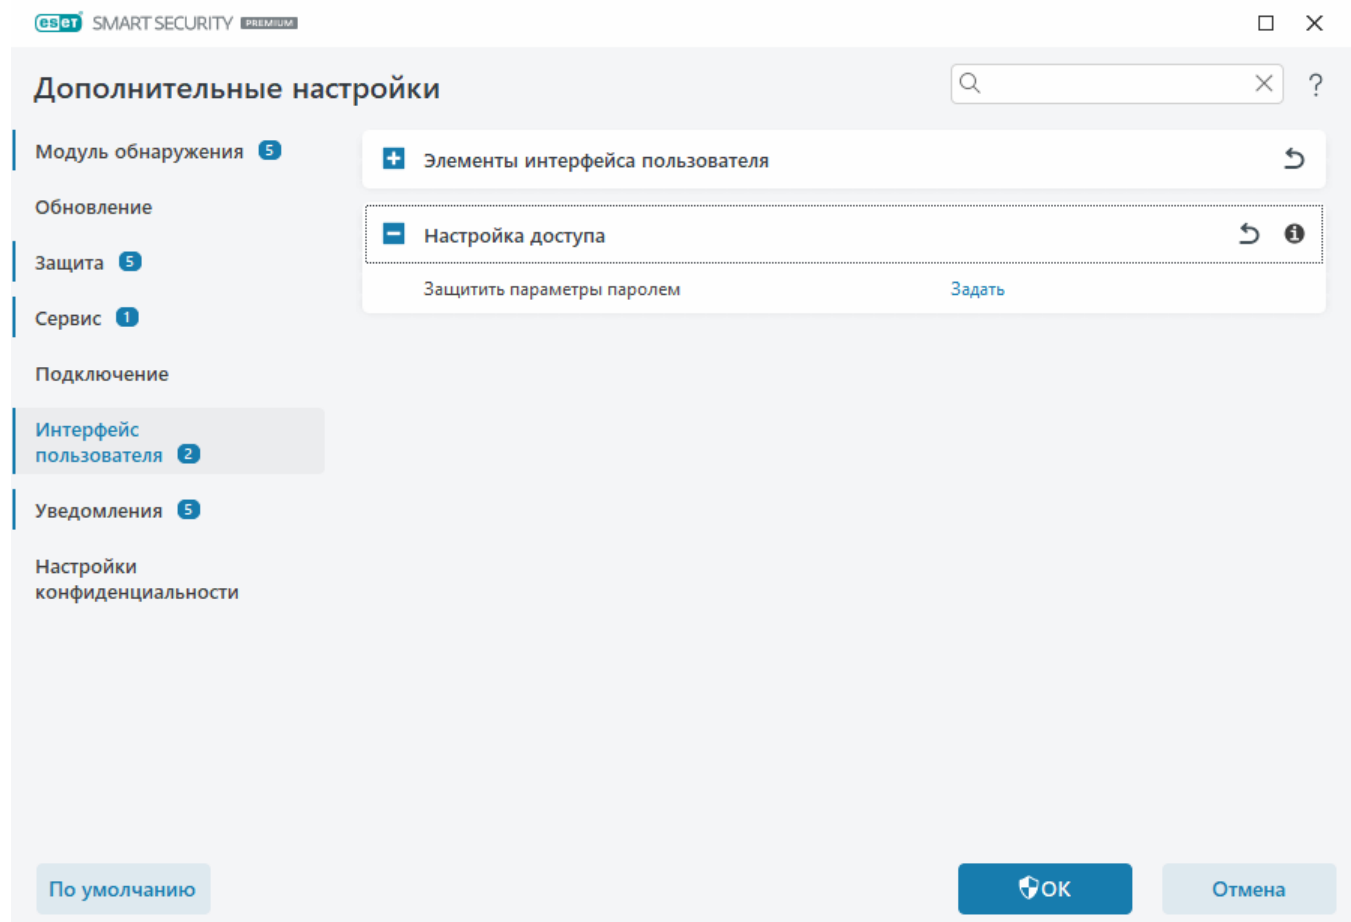 eset SMART SECURITY PREMIUM
Дополнительные настройки
?
Модуль обнаружения 5
Обновление
Защита 5
Сервис 1
Подключение
Интерфейс
пользователя 2
Уведомления 5
Настройки
конфиденциальности
Элементы интерфейса пользователя
Настройка доступа
Защитить параметры паролем Задать
По умолчанию
ОК
Отмена